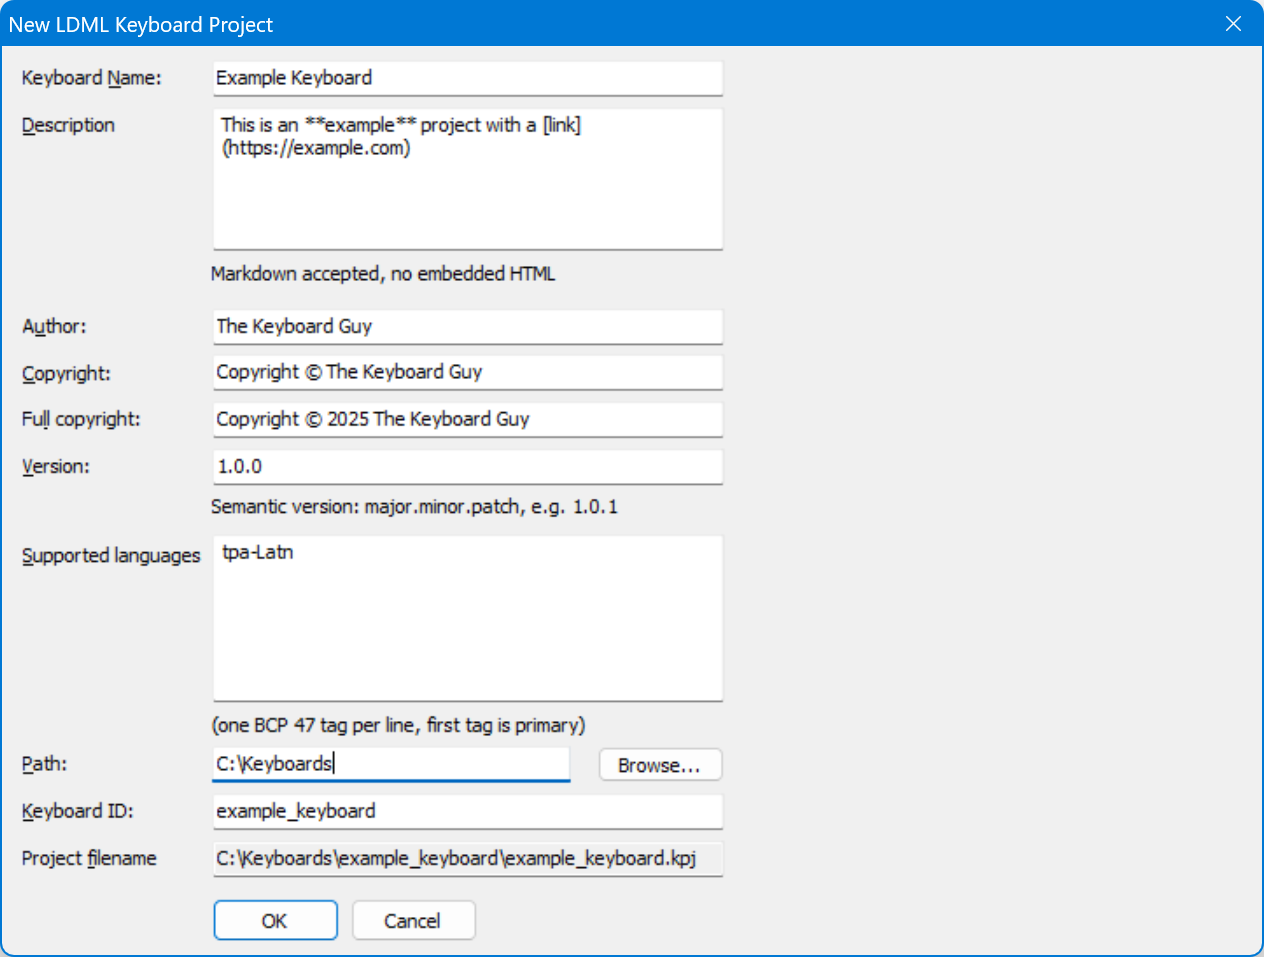 New LDML Keyboard Project
Keyboard Name: Example Keyboard
Description This is an **example** project with a [link]
(https://example.com)
Markdown accepted, no embedded HTML
Author: The Keyboard Guy
Copyright: Copyright © The Keyboard Guy
Full copyright: Copyright © 2025 The Keyboard Guy
Version: 1.0.0
Semantic version: major.minor.patch, e.g. 1.0.1
Supported languages tpa-Latn
(one BCP 47 tag per line, first tag is primary)
Path: C:\Keyboards Browse...
Keyboard ID: example_keyboard
Project filename C:\Keyboards\example_keyboard\example_keyboard.kpj
OK Cancel